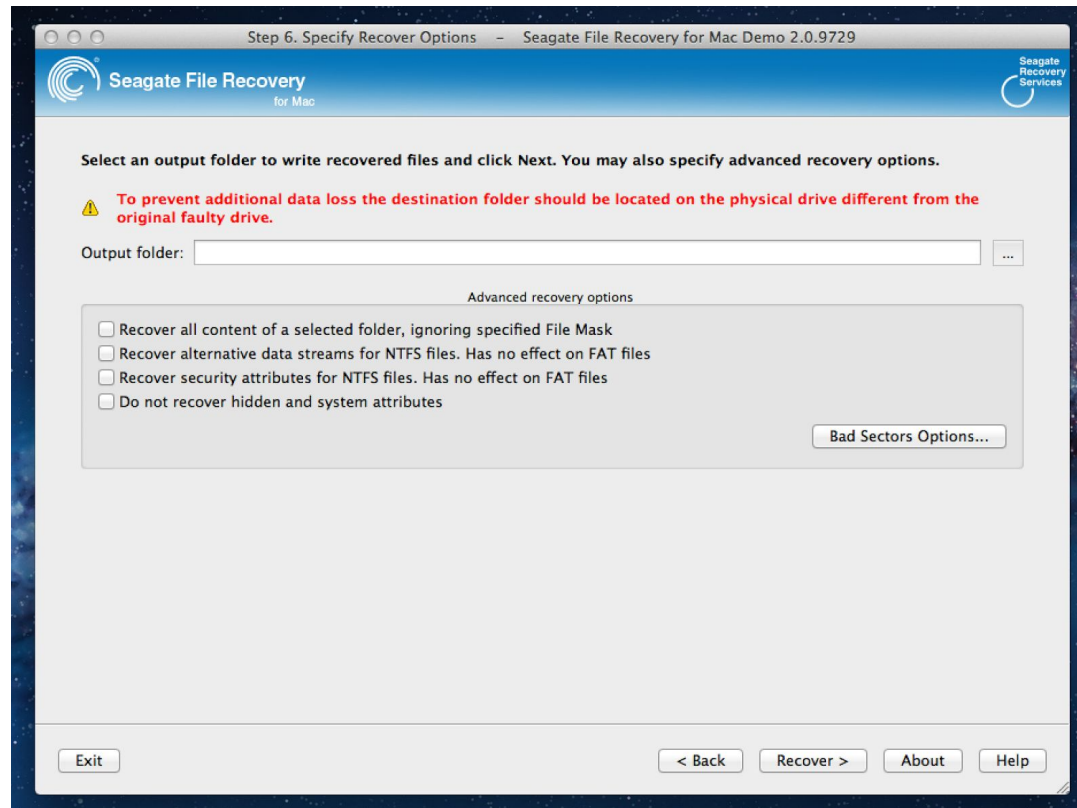 Step 6. Specify Recover Options – Seagate File Recovery for Mac Demo 2.0.9729
Seagate File Recovery
for Mac
Seagate
Recovery
Services
Select an output folder to write recovered files and click Next. You may also specify advanced recovery options.
To prevent additional data loss the destination folder should be located on the physical drive different from the
original faulty drive.
Output folder:
...
Advanced recovery options
Recover all content of a selected folder, ignoring specified File Mask
Recover alternative data streams for NTFS files. Has no effect on FAT files
Recover security attributes for NTFS files. Has no effect on FAT files
Do not recover hidden and system attributes
Bad Sectors Options...
Exit
< Back
Recover >
About
Help